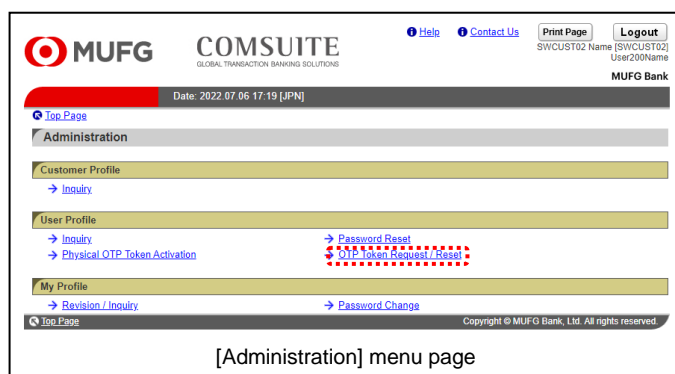 MUFG
COMSUITE
GLOBAL TRANSACTION BANKING SOLUTIONS
Help Contact Us Print Page Logout
SWCUST02 Name [SWCUST02]
User200Name
MUFG Bank
Date: 2022.07.06 17:19 [JPN]
Top Page
Administration
Customer Profile
Inquiry
User Profile
Inquiry Password Reset
Physical OTP Token Activation OTP Token Request / Reset
My Profile
Revision / Inquiry Password Change
Top Page Copyright © MUFG Bank, Ltd. All rights reserved.
[Administration] menu page